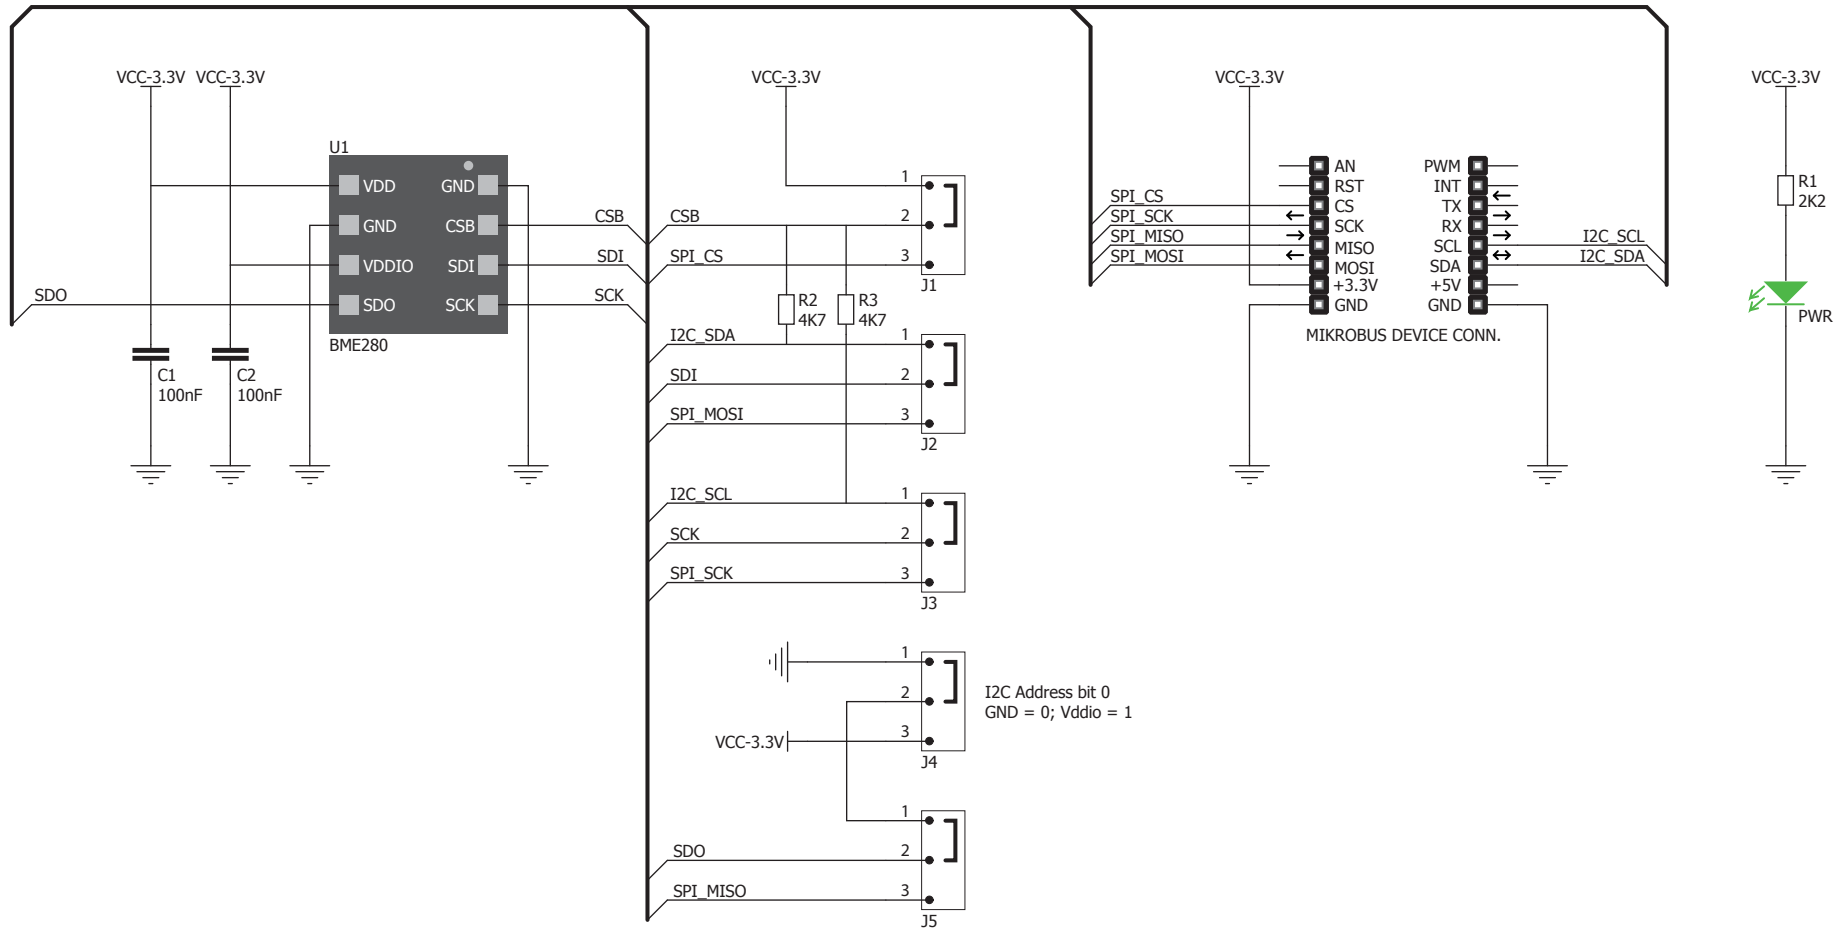 VCC-3.3V VCC-3.3V
U1
VDD GND
GND CSB
VDDIO SDI
SDO SCK
BME280
SDO
CSB
SDI
SCK
C1
100nF
C2
100nF
VCC-3.3V
CSB
SPI_CS
1
2
3
J1
R2
4K7
R3
4K7
I2C_SDA
SDI
SPI_MOSI
1
2
3
J2
I2C_SCL
SCK
SPI_SCK
1
2
3
J3
1
2
VCC-3.3V
3
J4
I2C Address bit 0
GND = 0; Vddio = 1
1
SDO
2
SPI_MISO
3
J5
VCC-3.3V
SPI_CS
SPI_SCK
SPI_MISO
SPI_MOSI
AN PWM
RST INT
CS TX
SCK RX
MISO SCL
MOSI SDA
+3.3V +5V
GND GND
MIKROBUS DEVICE CONN.
I2C_SCL
I2C_SDA
VCC-3.3V
R1
2K2
PWR